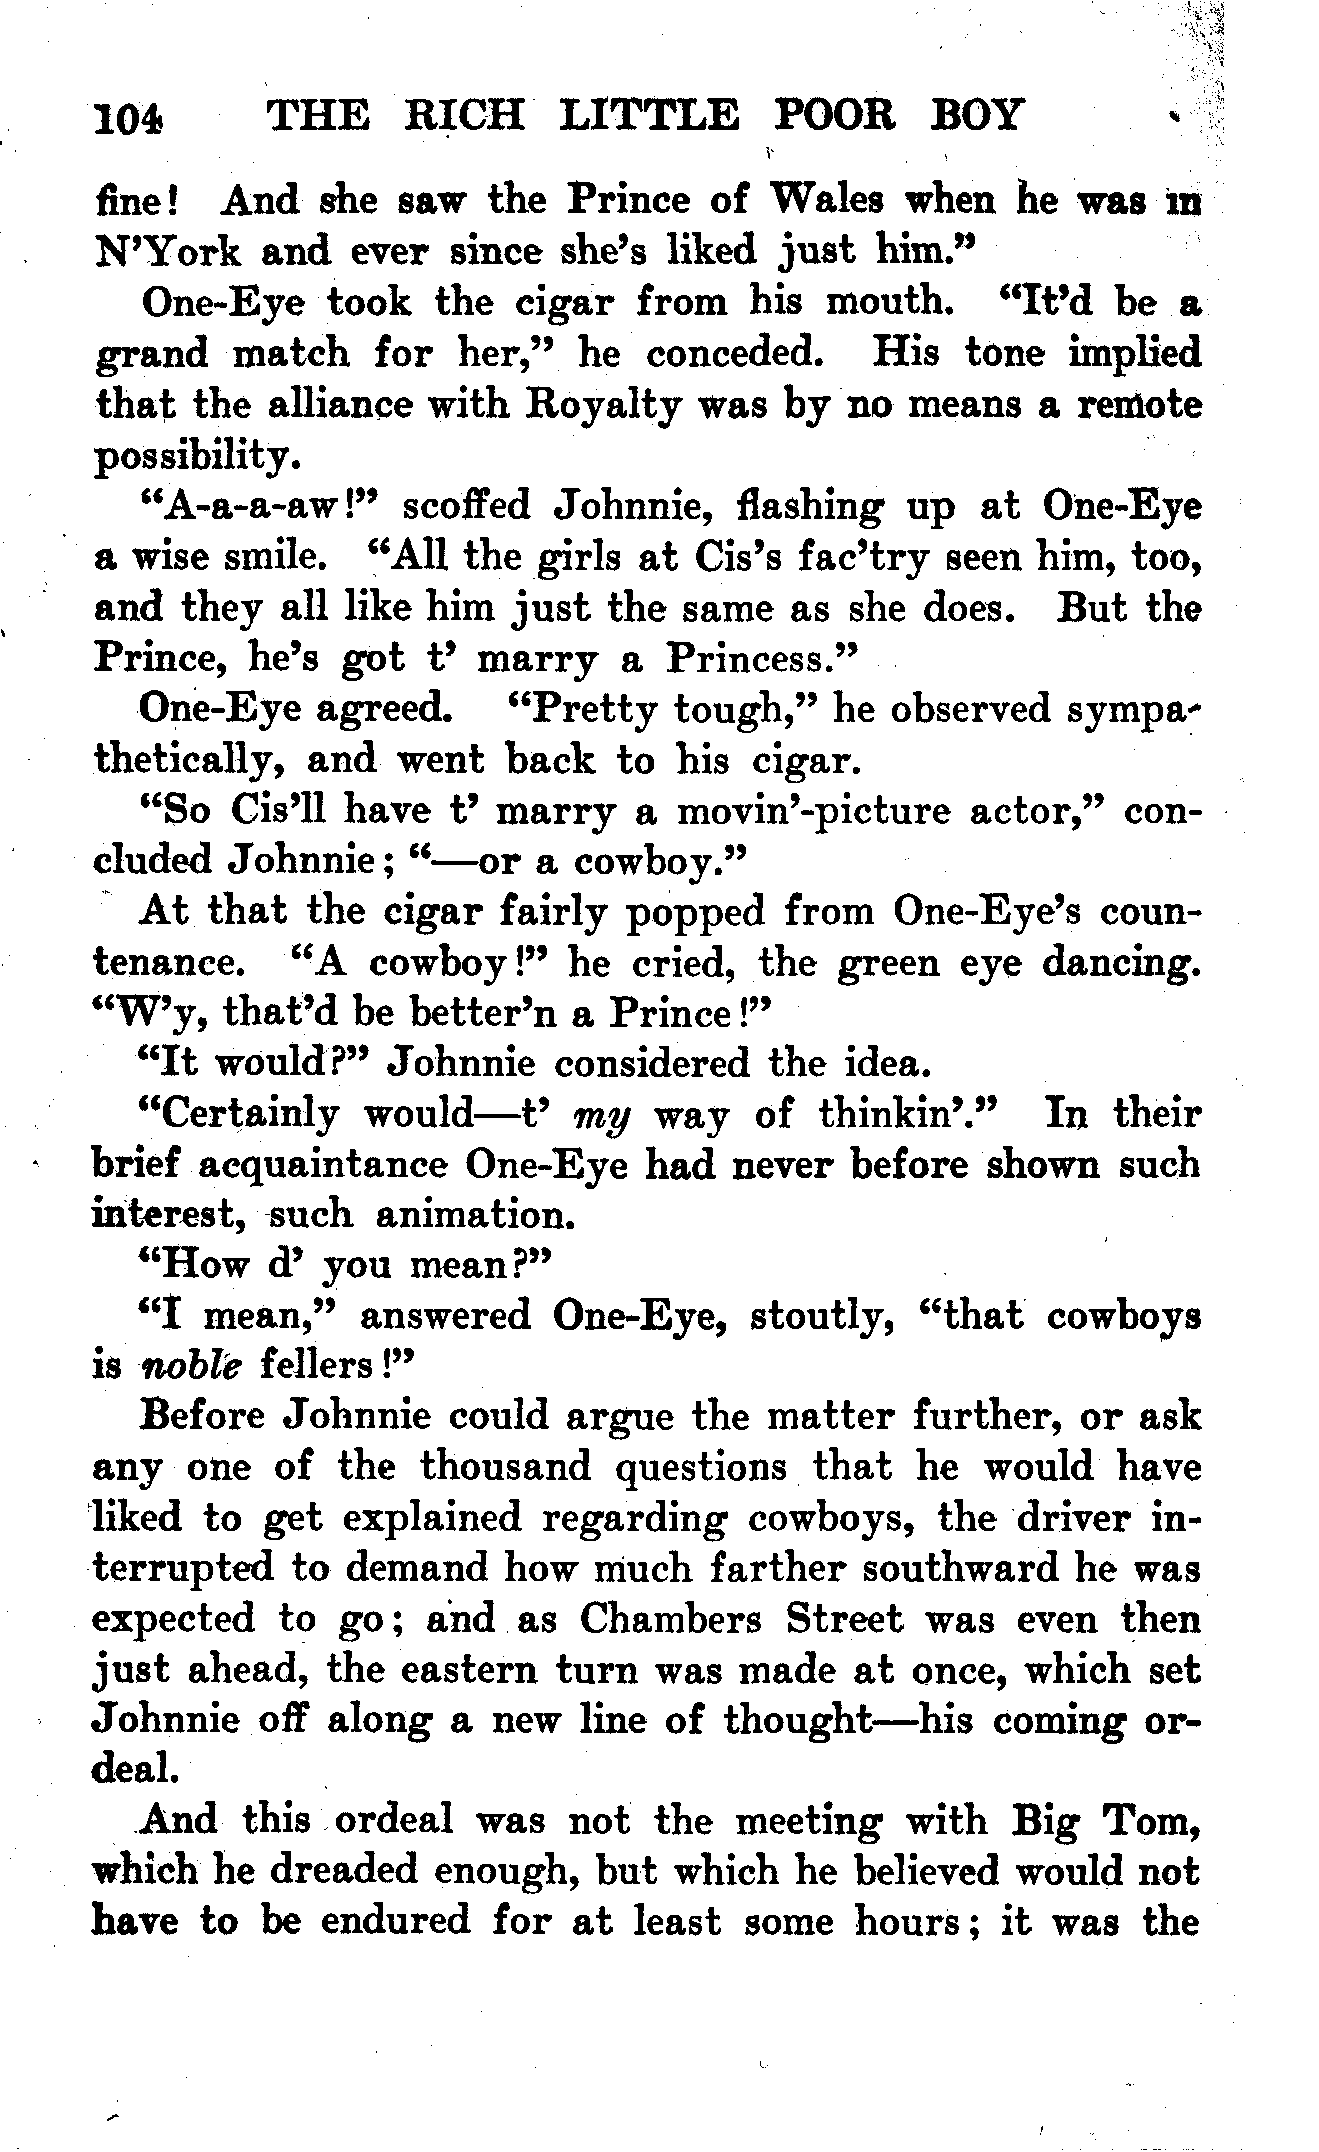 104 THE RICH LITTLE POOR BOY
fine! And she saw the Prince of Wales when he was in
N'York and ever since she's liked just him."
One-Eye took the cigar from his mouth. "It'd be a
grand match for her," he conceded. His tone implied
that the alliance with Royalty was by no means a remote
possibility.
"A-a-a-aw!" scoffed Johnnie, flashing up at One-Eye
a wise smile. "All the girls at Cis's fac'try seen him, too,
and they all like him just the same as she does. But the
Prince, he's got t' marry a Princess."
One-Eye agreed. "Pretty tough," he observed sympa-
thetically, and went back to his cigar.
"So Cis'll have t' marry a movin'-picture actor," con-
cluded Johnnie; "—or a cowboy."
At that the cigar fairly popped from One-Eye's coun-
tenance. "A cowboy!" he cried, the green eye dancing.
"W'y, that'd be better'n a Prince!"
"It would?" Johnnie considered the idea.
"Certainly would—t' my way of thinkin'." In their
brief acquaintance One-Eye had never before shown such
interest, such animation.
"How d' you mean?"
"I mean," answered One-Eye, stoutly, "that cowboys
is noble fellers!"
Before Johnnie could argue the matter further, or ask
any one of the thousand questions that he would have
liked to get explained regarding cowboys, the driver in-
terrupted to demand how much farther southward he was
expected to go; and as Chambers Street was even then
just ahead, the eastern turn was made at once, which set
Johnnie off along a new line of thought—his coming or-
deal.
And this ordeal was not the meeting with Big Tom,
which he dreaded enough, but which he believed would not
have to be endured for at least some hours; it was the